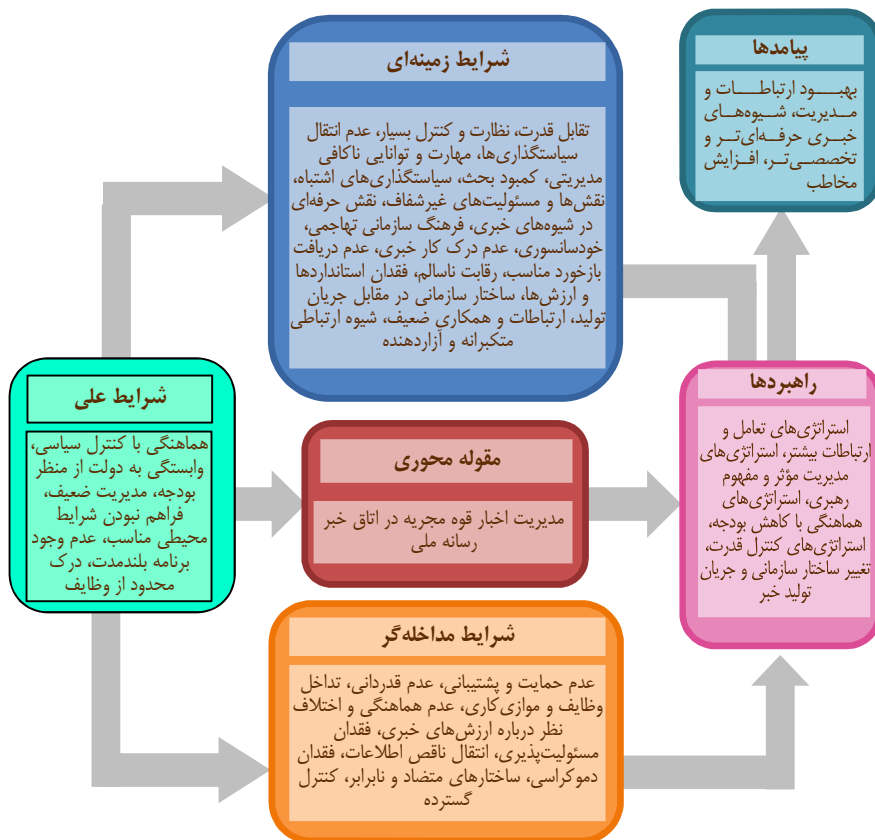 شرایط زمینه‌ای
تقابل قدرت، نظارت و کنترل بسیار، عدم انتقال
سیاستگذاری‌ها، مهارت و توانایی ناکافی
مدیریتی، کمبود بحث، سیاستگذاری‌های اشتباه،
نقش‌ها و مسئولیت‌های غیرشفاف، نقش حرفه‌ای
در شیوه‌های خبری، فرهنگ سازمانی تهاجمی،
خودسانسوری، عدم درک کار خبری، عدم دریافت
بازخورد مناسب، رقابت ناسالم، فقدان استانداردها
و ارزش‌ها، ساختار سازمانی در مقابل جریان
تولید، ارتباطات و همکاری ضعیف، شیوه ارتباطی
متکبرانه و آزاردهنده
پیامدها
بهبود ارتباطات و
مدیریت، شیوه‌های
خبری حرفه‌ای‌تر و
تخصصی‌تر، افزایش
مخاطب
شرایط علی
هماهنگی با کنترل سیاسی،
وابستگی به دولت از منظر
بودجه، مدیریت ضعیف،
فراهم نبودن شرایط
محیطی مناسب، عدم وجود
برنامه بلندمدت، درک
محدود از وظایف
مقوله محوری
مدیریت اخبار قوه مجریه در اتاق خبر
رسانه ملی
راهبردها
استراتژی‌های تعامل و
ارتباطات بیشتر، استراتژی‌های
مدیریت مؤثر و مفهوم
رهبری، استراتژی‌های
هماهنگی با کاهش بودجه،
استراتژی‌های کنترل قدرت،
تغییر ساختار سازمانی و جریان
تولید خبر
شرایط مداخله‌گر
عدم حمایت و پشتیبانی، عدم قدردانی، تداخل
وظایف و موازی‌کاری، عدم هماهنگی و اختلاف
نظر درباره ارزش‌های خبری، فقدان
مسئولیت‌پذیری، انتقال ناقص اطلاعات، فقدان
دموکراسی، ساختارهای متضاد و نابرابر، کنترل
گسترده